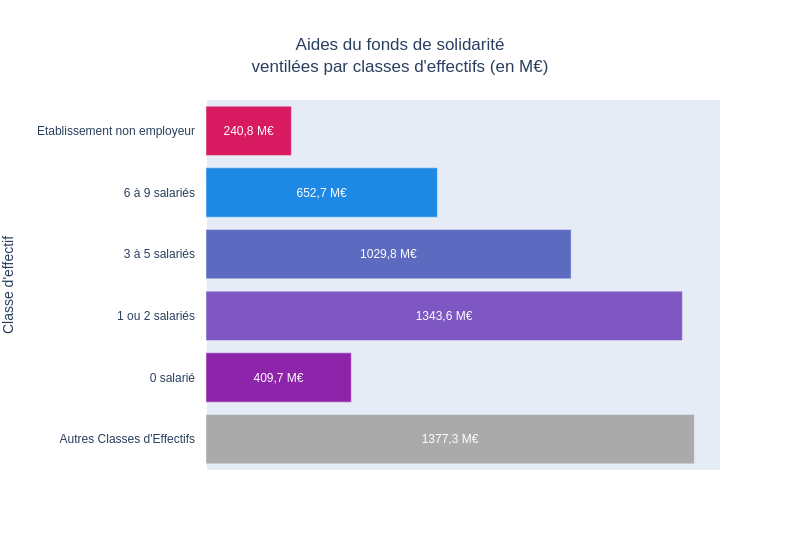 Aides du fonds de solidarité
ventilées par classes d'effectifs (en M€)
Classe d'effectif
Etablissement non employeur
240,8 M€
6 à 9 salariés
652,7 M€
3 à 5 salariés
1029,8 M€
1 ou 2 salariés
1343,6 M€
0 salarié
409,7 M€
Autres Classes d'Effectifs
1377,3 M€